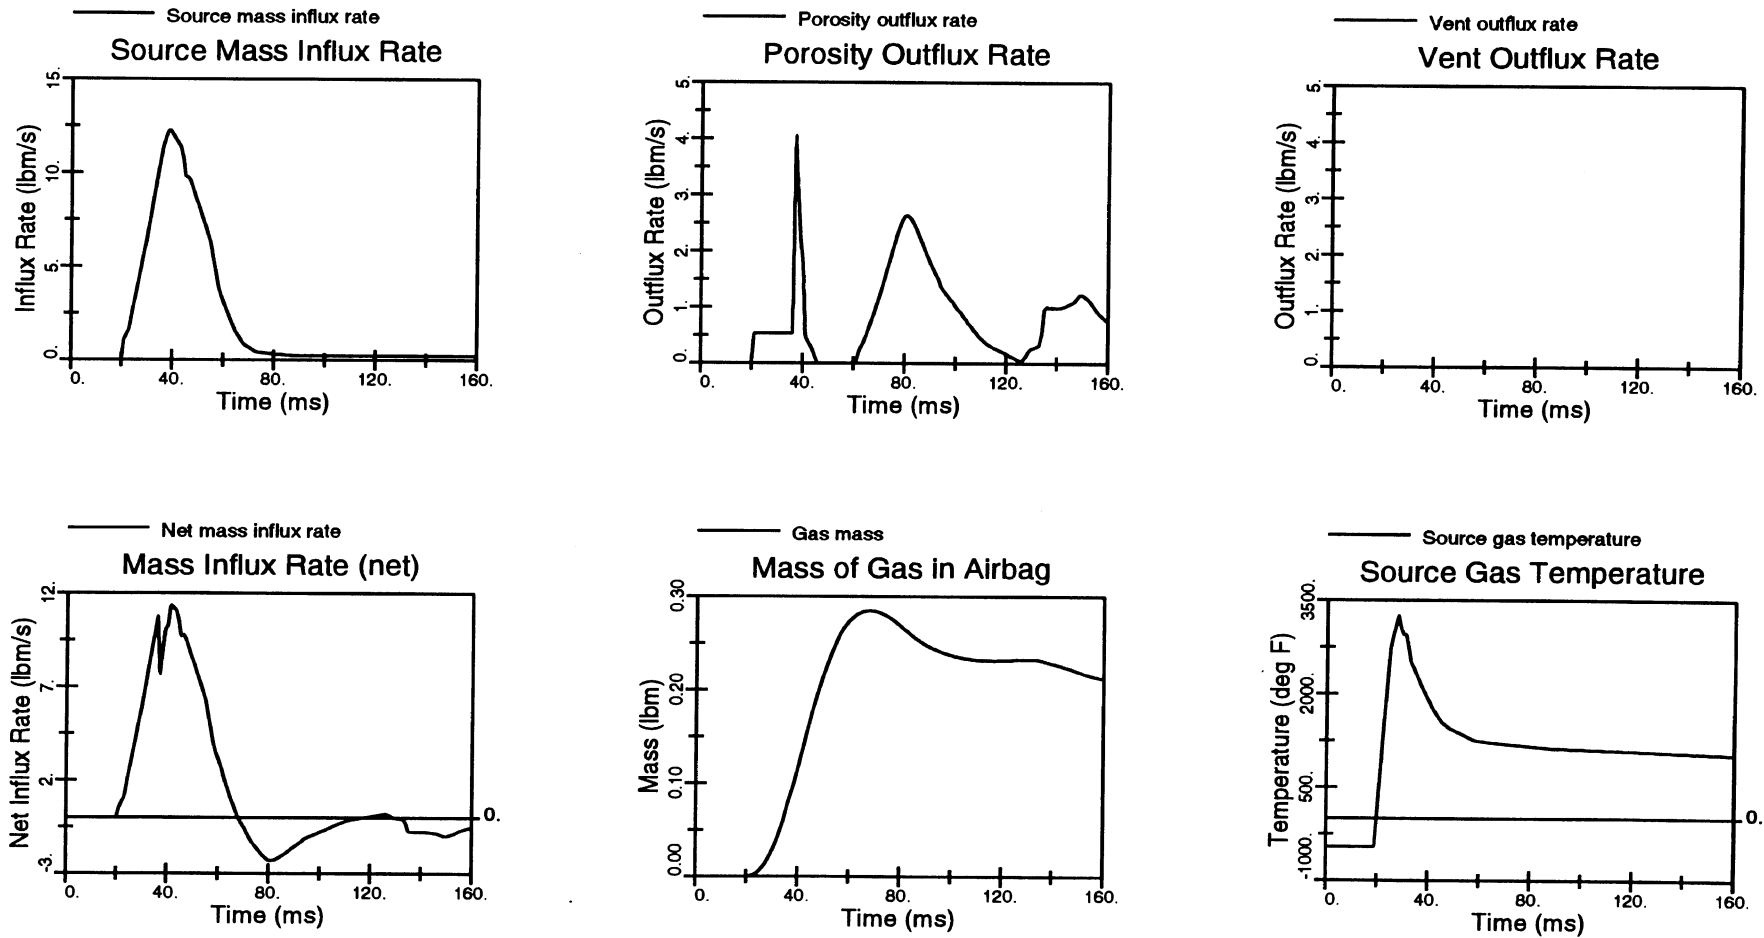 Source mass influx rate
Source Mass Influx Rate
15.
10.
5.
0.
Influx Rate (lbm/s)
0. 40. 80. 120. 160.
Time (ms)
Porosity outflux rate
Porosity Outflux Rate
5.
4.
3.
2.
1.
0.
Outflux Rate (lbm/s)
0. 40. 80. 120. 160.
Time (ms)
Vent outflux rate
Vent Outflux Rate
5.
4.
3.
2.
1.
0.
Outflux Rate (lbm/s)
0. 40. 80. 120. 160.
Time (ms)
Net mass influx rate
Mass Influx Rate (net)
12.
7.
2.
-3.
Net Influx Rate (lbm/s)
0.
0. 40. 80. 120. 160.
Time (ms)
Gas mass
Mass of Gas in Airbag
0.30
0.20
0.10
0.00
Mass (lbm)
0. 40. 80. 120. 160.
Time (ms)
Source gas temperature
Source Gas Temperature
3500.
2000.
500.
-1000.
Temperature (deg F)
0.
0. 40. 80. 120. 160.
Time (ms)